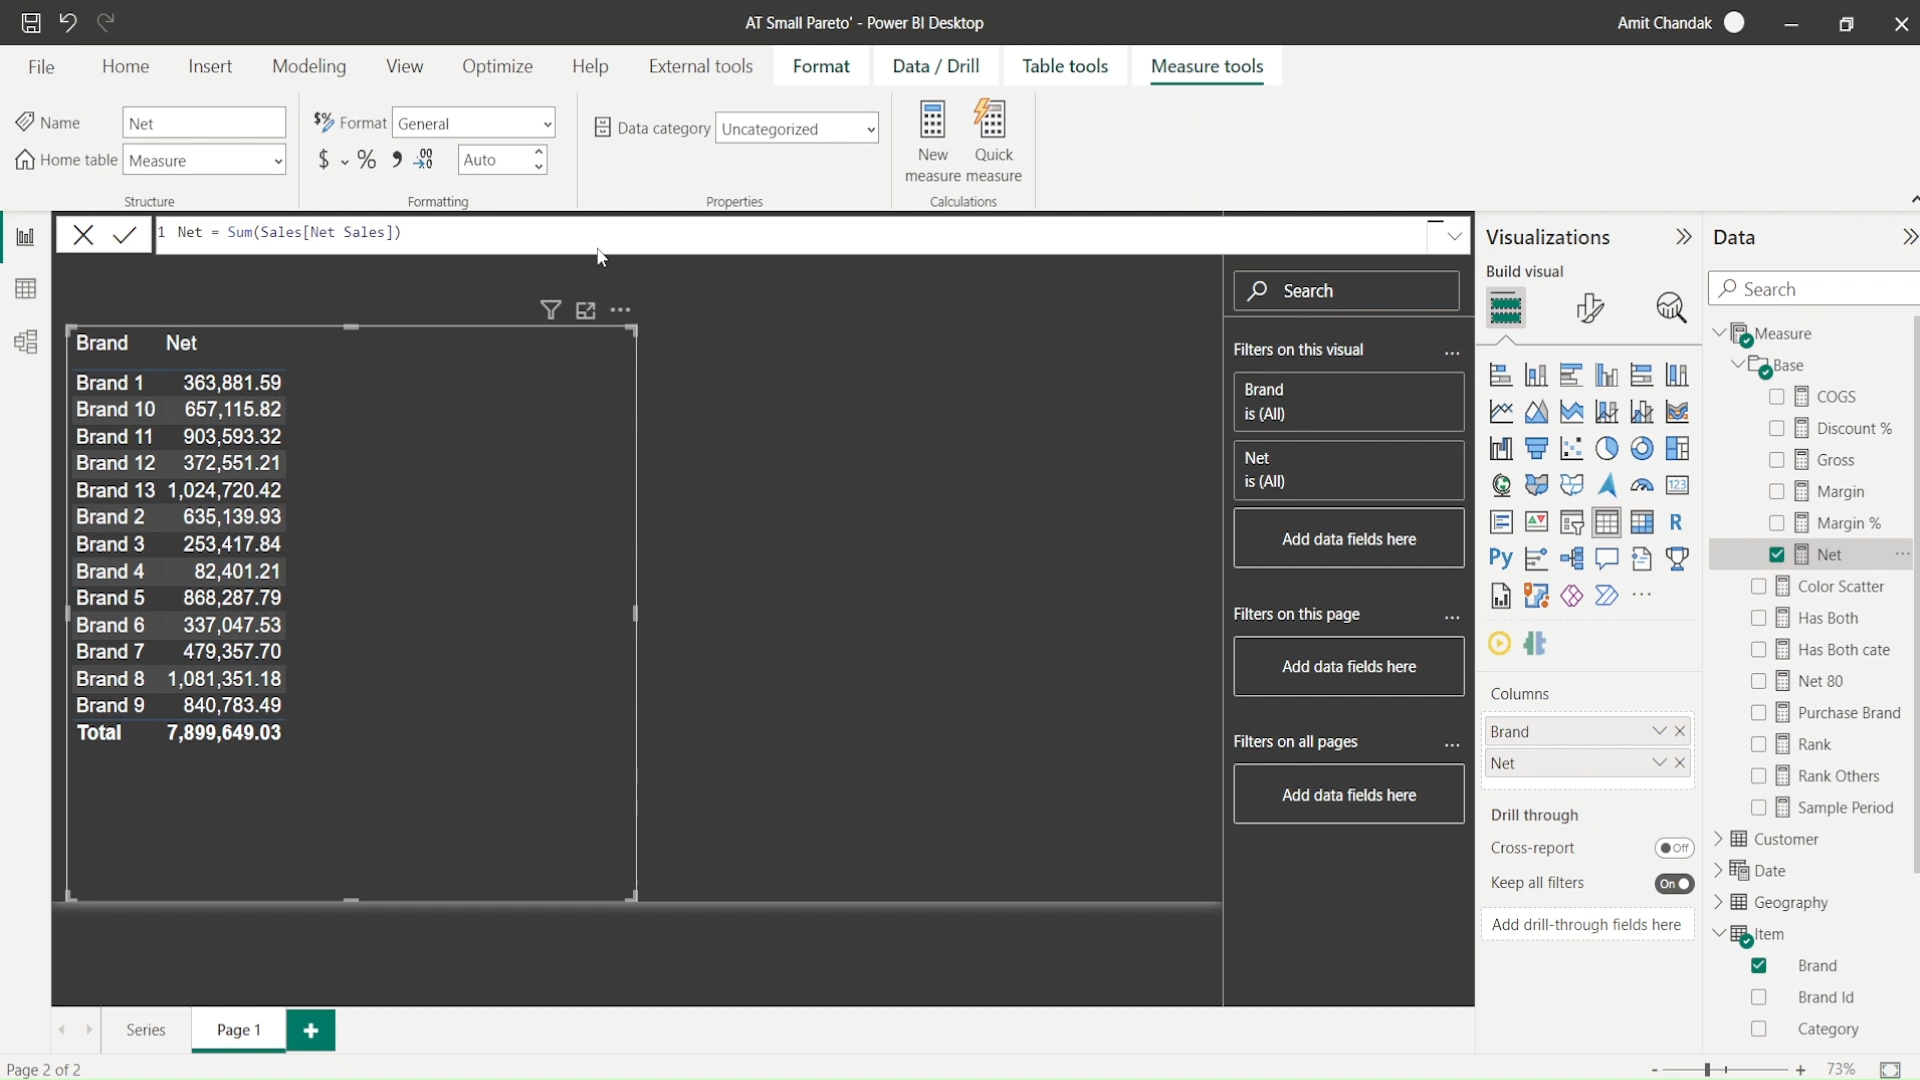 AT Small Pareto' - Power BI Desktop
Amit Chandak
File Home Insert Modeling View Optimize Help External tools Format Data / Drill Table tools Measure tools
Name Net
Format General
Data category Uncategorized
New measure
Quick measure
Home table Measure
$ % Auto
Structure Formatting Properties Calculations
1 Net = Sum(Sales[Net Sales])
Brand Net
Brand 1 363,881.59
Brand 10 657,115.82
Brand 11 903,593.32
Brand 12 372,551.21
Brand 13 1,024,720.42
Brand 2 635,139.93
Brand 3 253,417.84
Brand 4 82,401.21
Brand 5 868,287.79
Brand 6 337,047.53
Brand 7 479,357.70
Brand 8 1,081,351.18
Brand 9 840,783.49
Total 7,899,649.03
Search
Filters on this visual
Brand
is (All)
Net
is (All)
Add data fields here
Filters on this page
Add data fields here
Filters on all pages
Add data fields here
Visualizations
Build visual
123
R
Py
Columns
Brand
Net
Drill through
Cross-report Off
Keep all filters On
Add drill-through fields here
Data
Search
Measure
Base
COGS
Discount %
Gross
Margin
Margin %
Net
Color Scatter
Has Both
Has Both cate
Net 80
Purchase Brand
Rank
Rank Others
Sample Period
Customer
Date
Geography
Item
Brand
Brand Id
Category
Series Page 1 +
Page 2 of 2
- + 73%